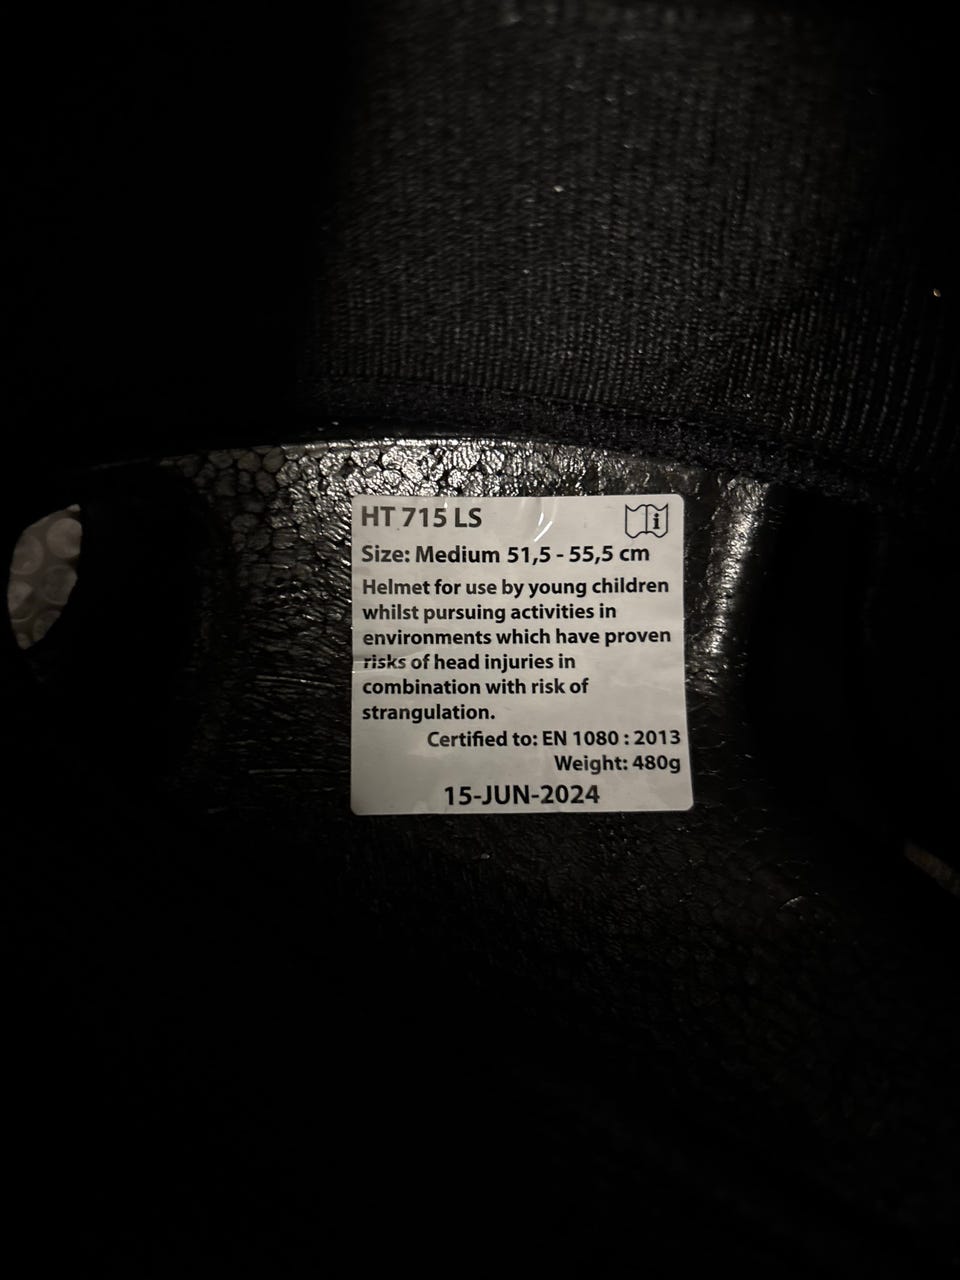 HT 715 LS
i
Size: Medium 51,5 - 55,5 cm
Helmet for use by young children
whilst pursuing activities in
environments which have proven
risks of head injuries in
combination with risk of
strangulation.
Certified to: EN 1080 : 2013
Weight: 480g
15-JUN-2024